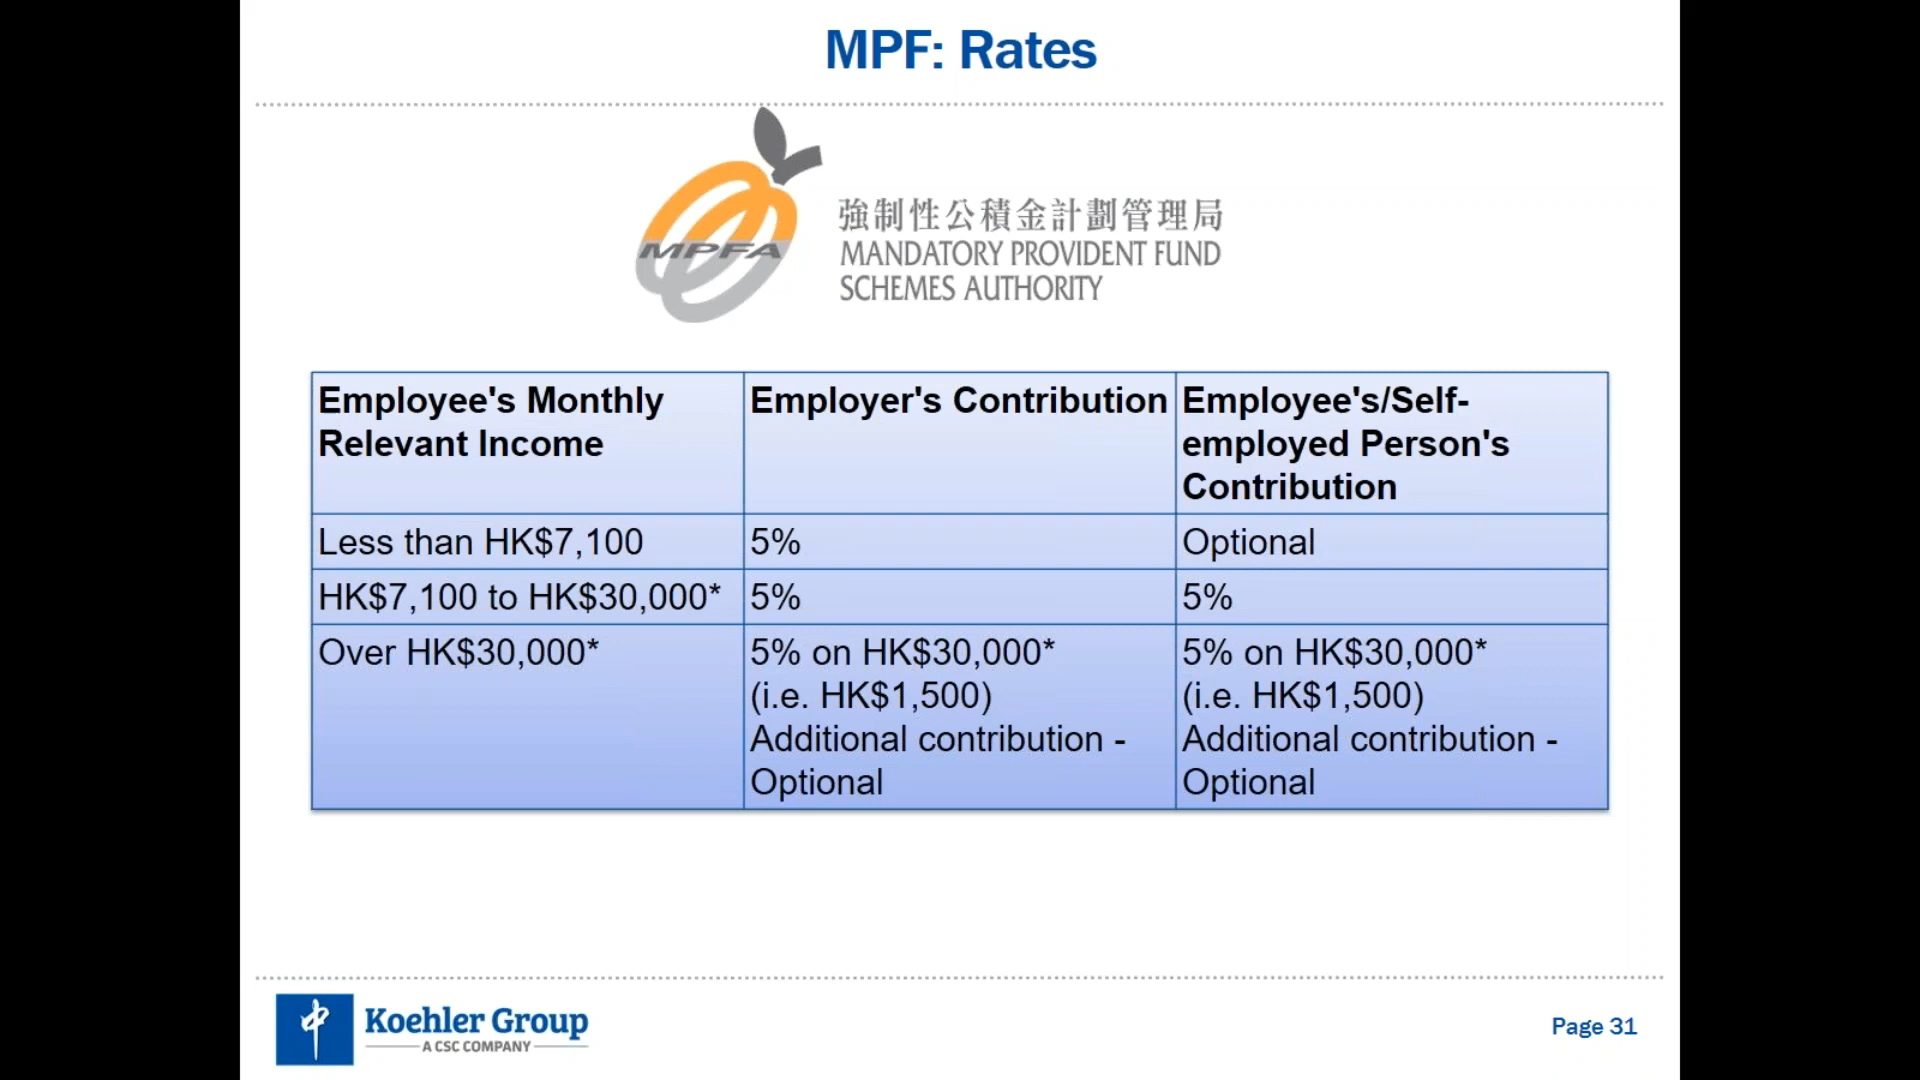 MPF: Rates
MPFA
強制性公積金計劃管理局
MANDATORY PROVIDENT FUND
SCHEMES AUTHORITY
Employee's Monthly
Relevant Income
Employer's Contribution
Employee's/Self-
employed Person's
Contribution
Less than HK$7,100
5%
Optional
HK$7,100 to HK$30,000*
5%
5%
Over HK$30,000*
5% on HK$30,000*
(i.e. HK$1,500)
Additional contribution -
Optional
5% on HK$30,000*
(i.e. HK$1,500)
Additional contribution -
Optional
Koehler Group
A CSC COMPANY
Page 31